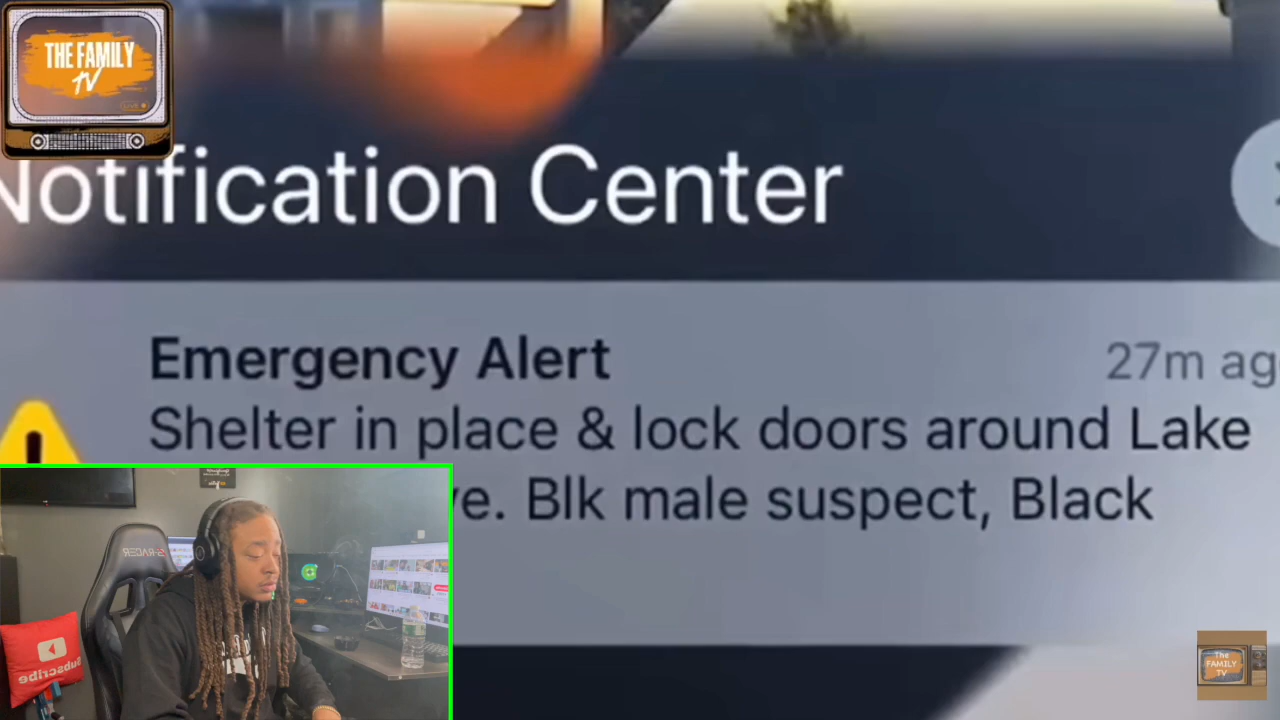 THE FAMILY
TV
LIVE
Notification Center
Emergency Alert
27m ag
Shelter in place & lock doors around Lake
ve. Blk male suspect, Black
The
FAMILY
TV
Subscribe